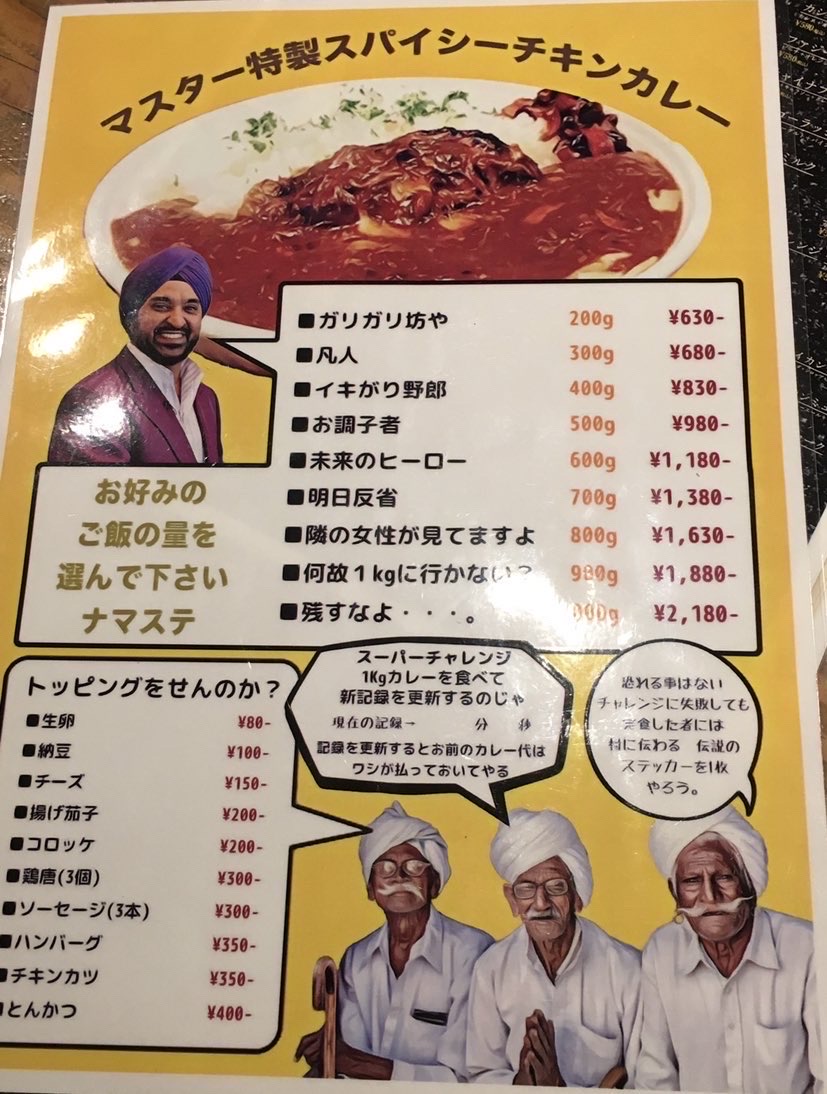 マスター特製スパイシーチキンカレー
■ガリガリ坊や 200g ¥630-
■凡人 300g ¥680-
■イキがり野郎 400g ¥830-
■お調子者 500g ¥980-
■未来のヒーロー 600g ¥1,180-
■明日反省 700g ¥1,380-
■隣の女性が見てますよ 800g ¥1,630-
■何故1kgに行かない? 980g ¥1,880-
■残すなよ・・・。 ¥2,180-
お好みの
ご飯の量を
選んで下さい
ナマステ
トッピングをせんのか?
■生卵 ¥80-
■納豆 ¥100-
■チーズ ¥150-
■揚げ茄子 ¥200-
■コロッケ ¥200-
■鶏唐(3個) ¥300-
■ソーセージ(3本) ¥300-
■ハンバーグ ¥350-
■チキンカツ ¥350-
■とんかつ ¥400-
スーパーチャレンジ
1Kgカレーを食べて
新記録を更新するのじゃ
現在の記録→ 分 秒
記録を更新するとお前のカレー代は
ワシが払っておいてやる
恐れる事はない
チャレンジに失敗しても
完食した者には
村に伝わる 伝説の
ステッカーを1枚
やろう。